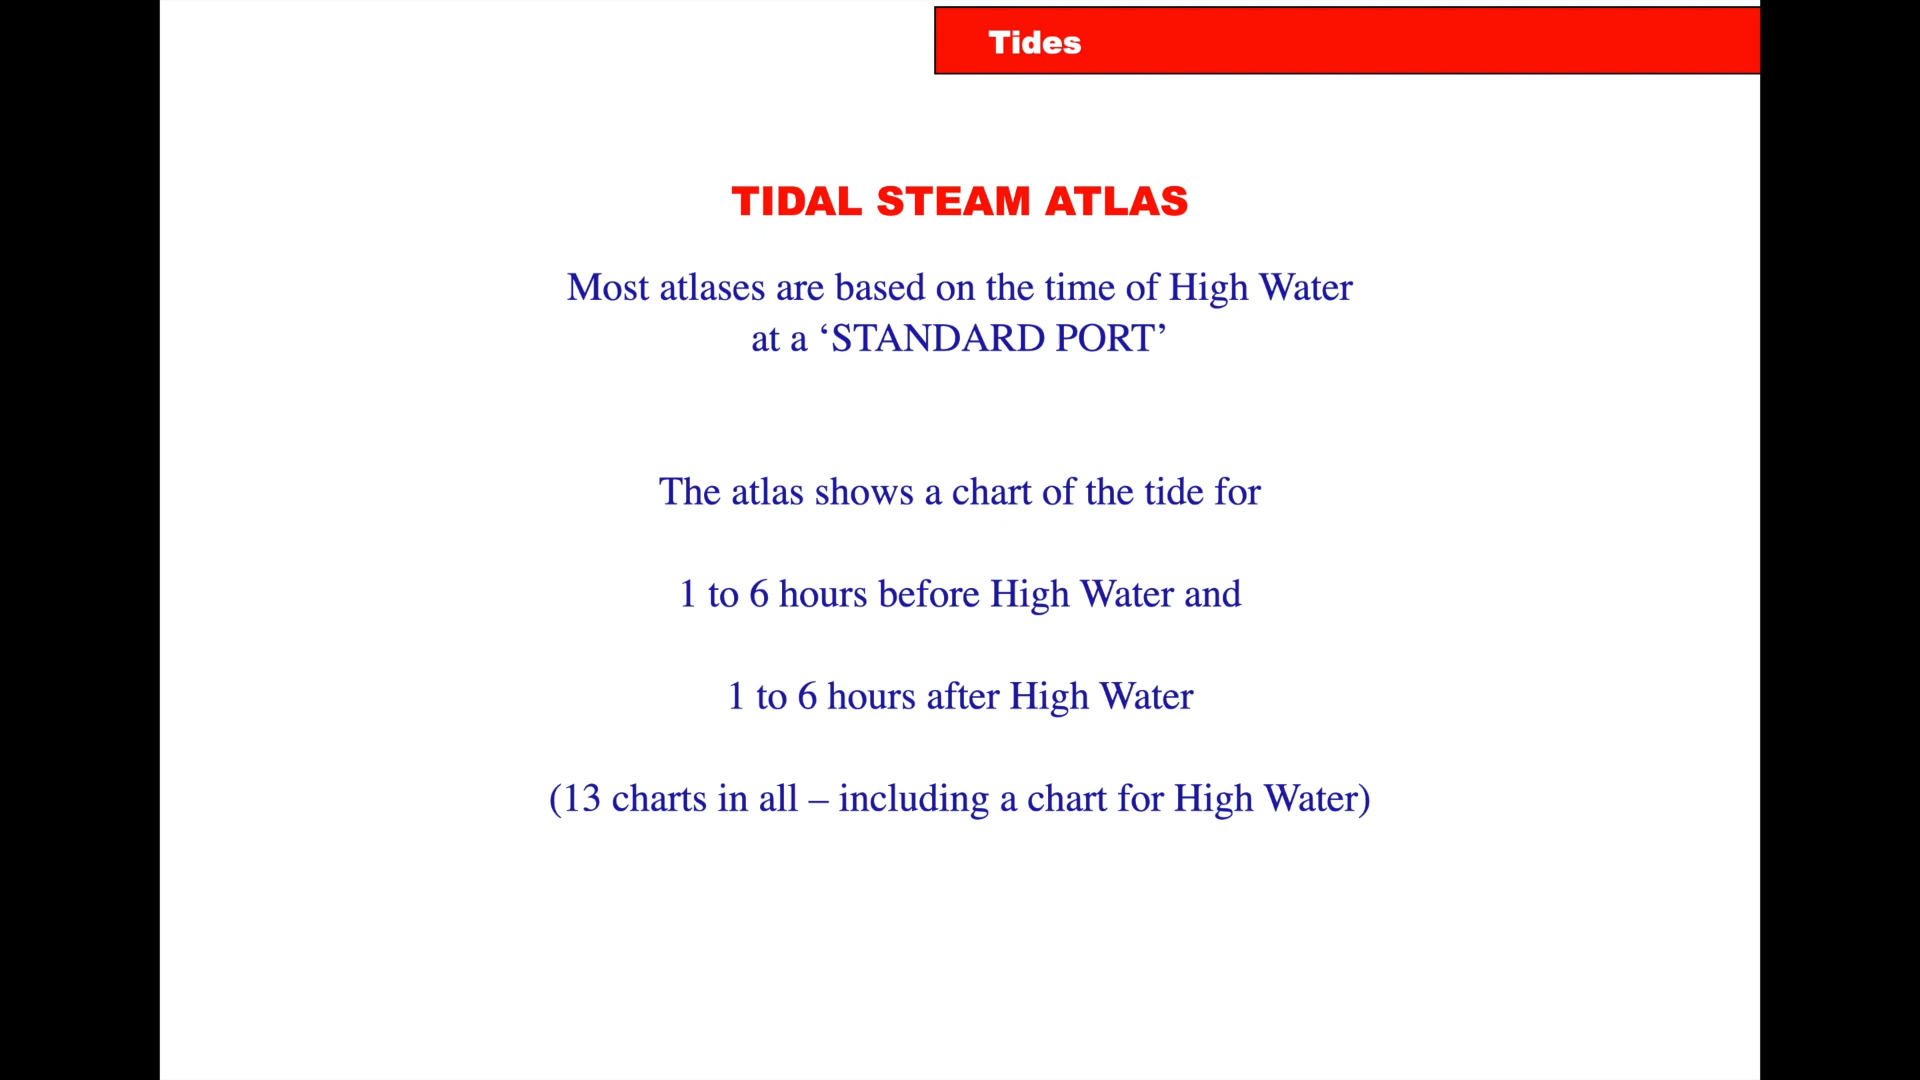 Tides
TIDAL STEAM ATLAS
Most atlases are based on the time of High Water
at a ‘STANDARD PORT’
The atlas shows a chart of the tide for
1 to 6 hours before High Water and
1 to 6 hours after High Water
(13 charts in all – including a chart for High Water)